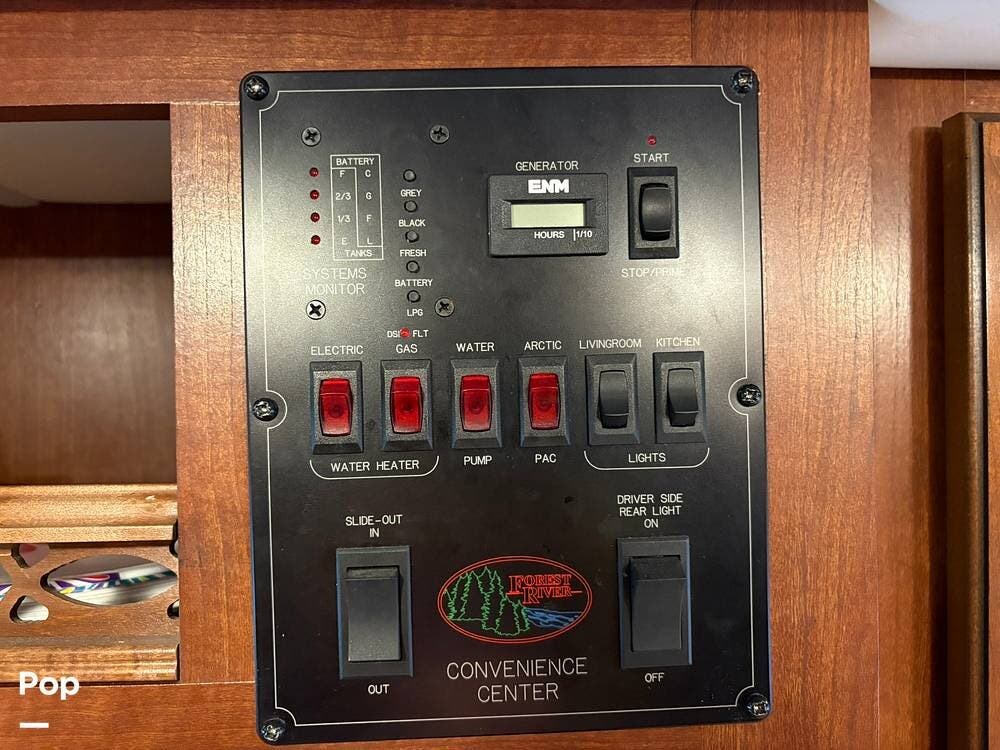 BATTERY
F C
2/3 G
1/3 F
E L
TANKS
SYSTEMS
MONITOR
GREY
BLACK
FRESH
BATTERY
LPG
GENERATOR
ENM
HOURS 1/10
START
STOP/PRIME
DSI FLT
ELECTRIC
GAS
WATER HEATER
WATER
PUMP
ARCTIC
PAC
LIVINGROOM
KITCHEN
LIGHTS
SLIDE-OUT
IN
OUT
FOREST
RIVER
CONVENIENCE
CENTER
DRIVER SIDE
REAR LIGHT
ON
OFF
Pop